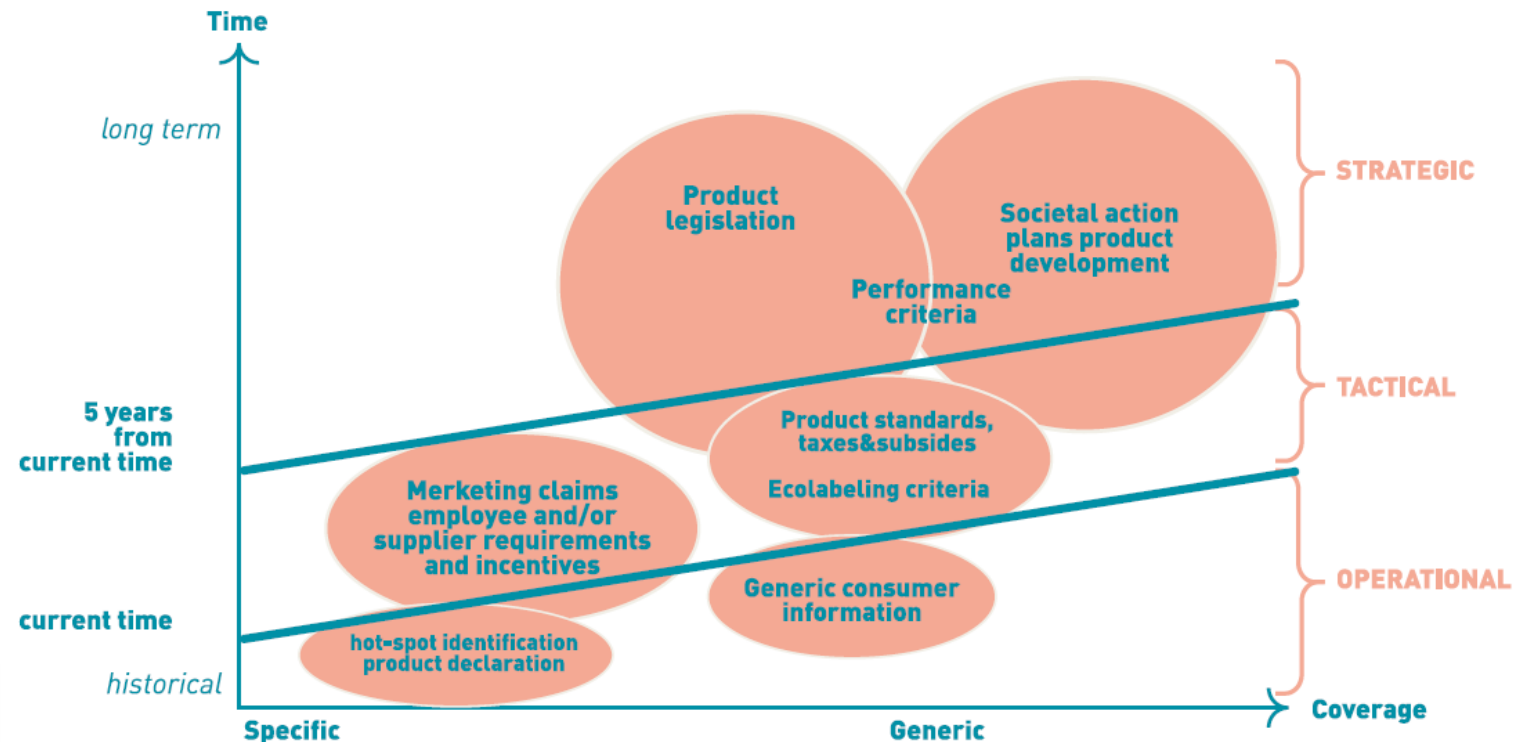 Time
long term
STRATEGIC
Product
legislation
Societal action
plans product
development
Performance
criteria
TACTICAL
5 years
from
current time
Product standards,
taxes&subsides
Ecolabeling criteria
Merketing claims
employee and/or
supplier requirements
and incentives
OPERATIONAL
Generic consumer
information
current time
hot-spot identification
product declaration
historical
Specific
Generic
Coverage